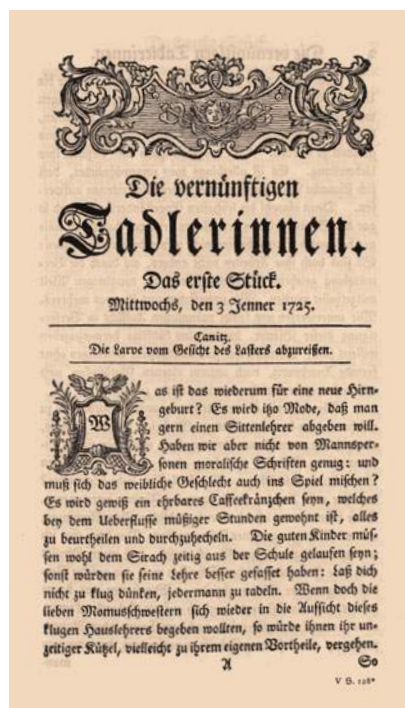 Die vernünftigen
Tadlerinnen.
Das erste Stück.
Mittwochs, den 3 Jenner 1725.
Canitz.
Die Larve vom Gesicht des Lasters abzureißen.
Was ist das wiederum für eine neue Hirn-
geburt? Es wird itzo Mode, daß man
gern einen Sittenlehrer abgeben will.
Haben wir aber nicht von Mannsper-
sonen moralische Schriften genug: und
muß sich das weibliche Geschlecht auch ins Spiel mischen?
Es wird gewiß ein ehrbares Caffeekränzchen seyn, welches
bey dem Ueberflusse müßiger Stunden gewohnt ist, alles
zu beurtheilen und durchzuhecheln. Die guten Kinder müs-
sen wohl dem Sirach zeitig aus der Schule gelaufen seyn;
sonst würden sie seine Lehre besser gefasset haben: Laß dich
nicht zu klug dünken, jedermann zu tadeln. Wenn doch die
lieben Momusschwestern sich wieder in die Aufsicht dieses
klugen Hauslehrers begeben wollten, so würde ihnen ihr un-
zeitiger Kützel, vielleicht zu ihrem eigenen Vortheile, vergehen.
A So
V S. 128*